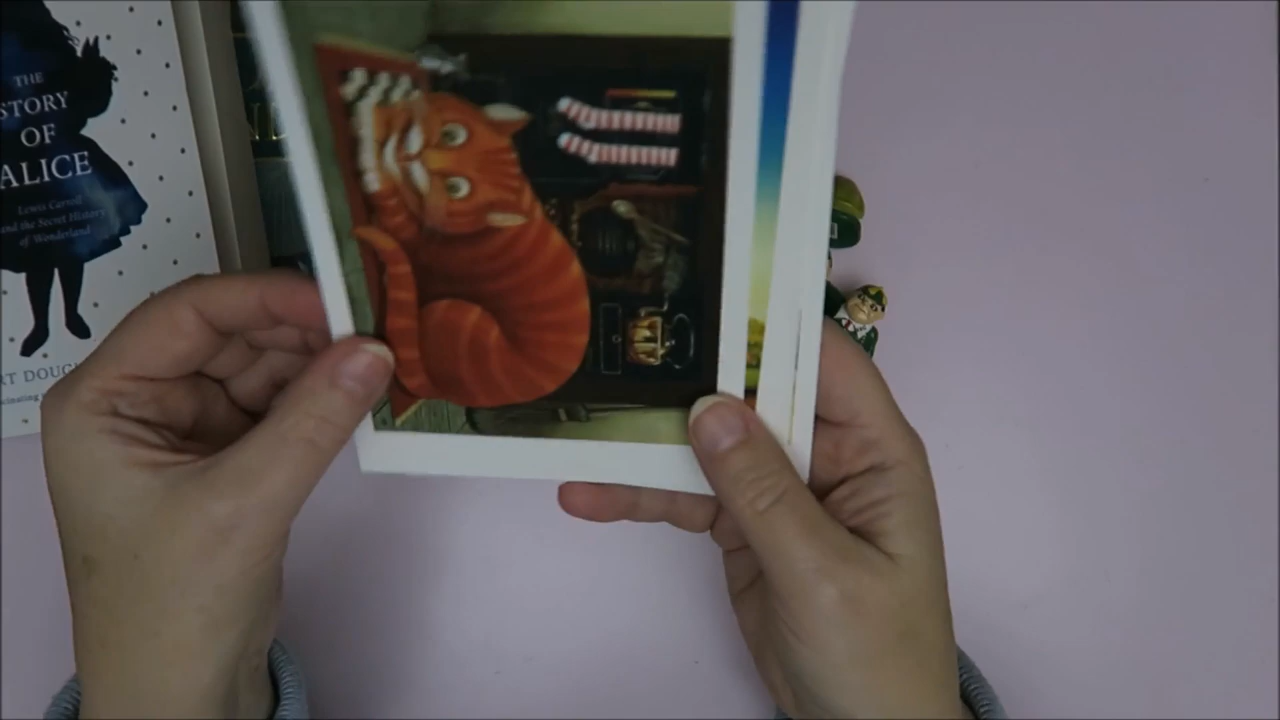 THE
STORY
OF
ALICE
Lewis Carroll
and the Secret History
of Wonderland